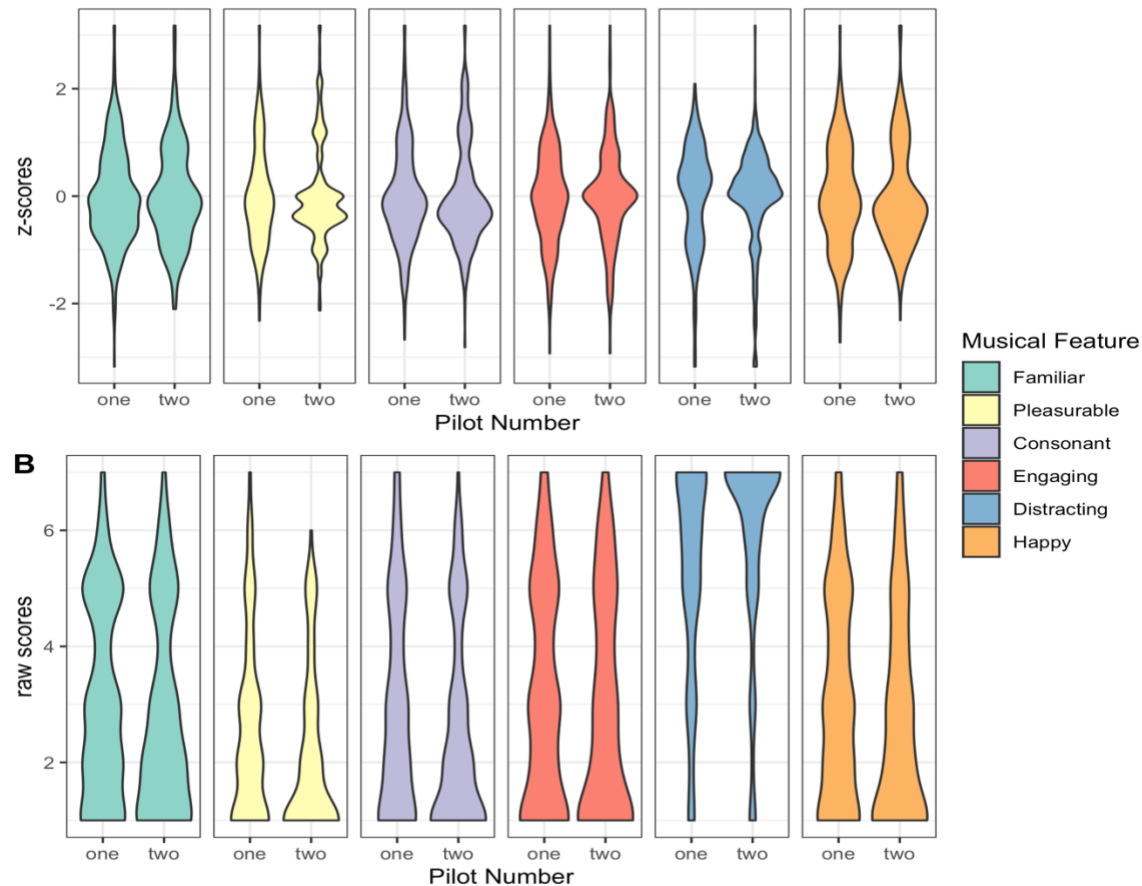 z-scores
2
0
-2
one two one two one two one two one two one two
Pilot Number
B
raw scores
6
4
2
one two one two one two one two one two one two
Pilot Number
Musical Feature
Familiar
Pleasurable
Consonant
Engaging
Distracting
Happy